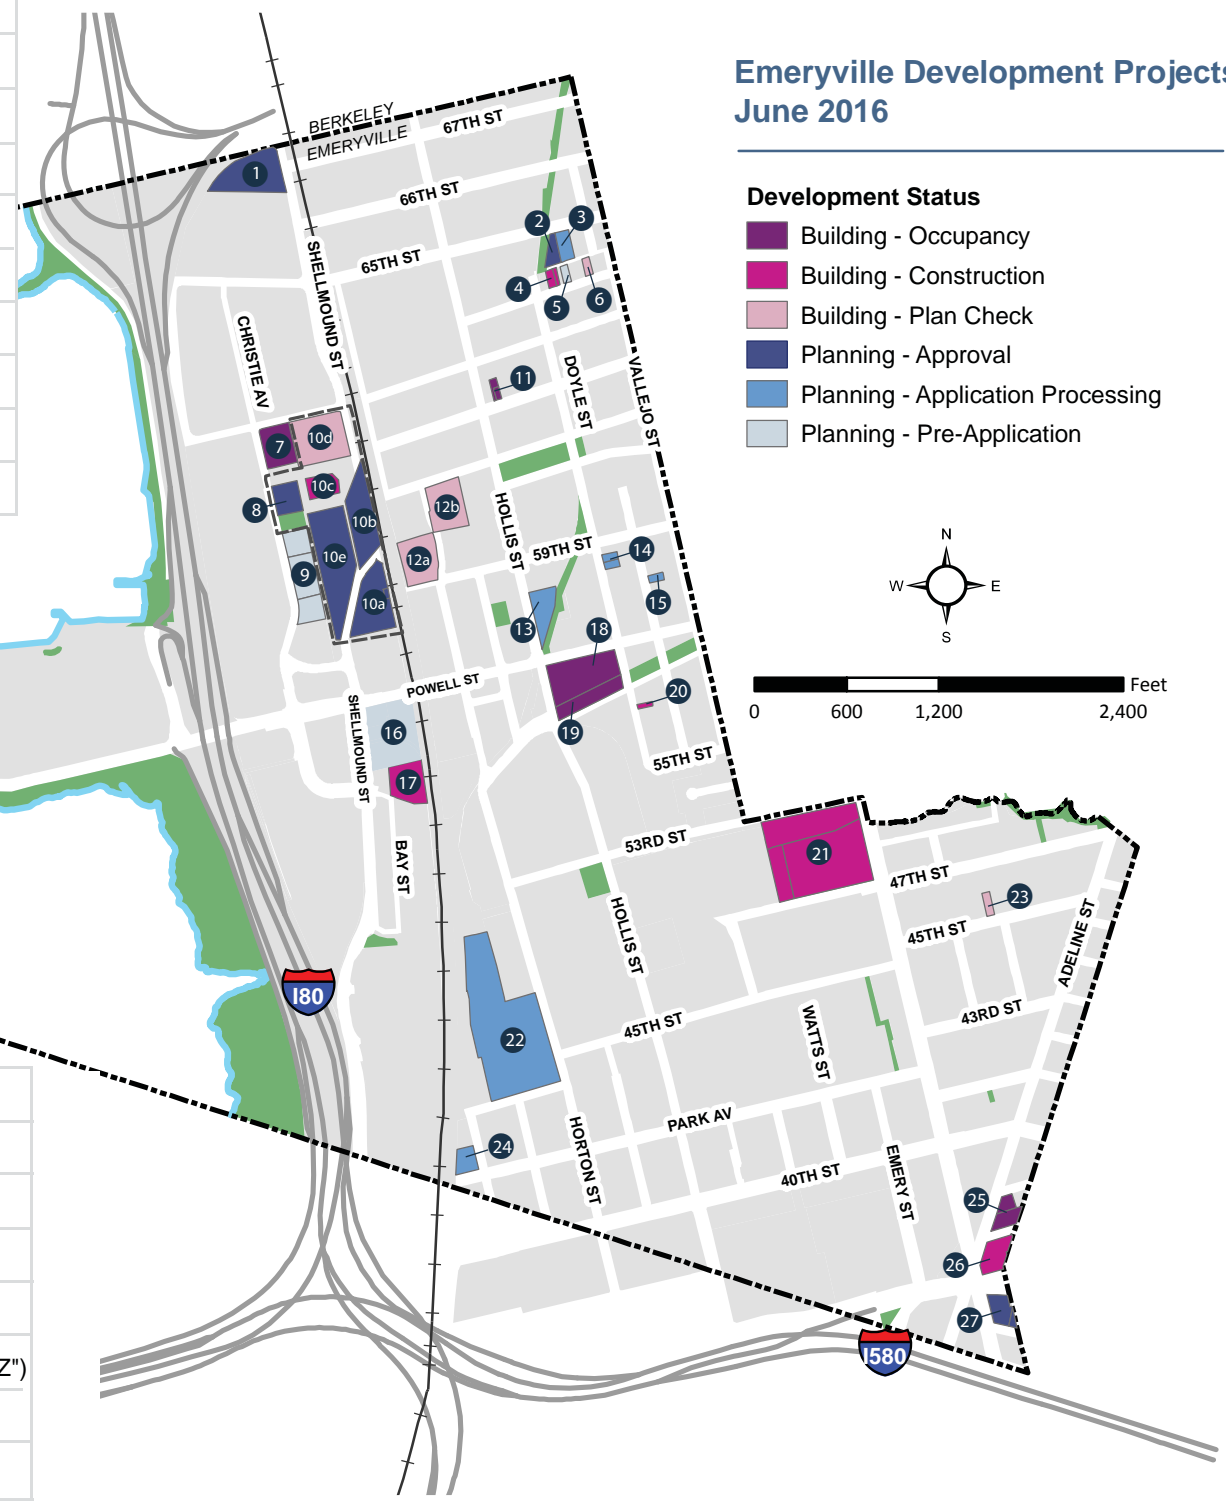 Emeryville Development Projects
June 2016
Development Status
Building - Occupancy
Building - Construction
Building - Plan Check
Planning - Approval
Planning - Application Processing
Planning - Pre-Application
N
W
E
S
Feet
0
600
1,200
2,400
BERKELEY
EMERYVILLE
67TH ST
66TH ST
65TH ST
SHELLMOUND ST
CHRISTIE AV
DOYLE ST
VALLEJO ST
HOLLIS ST
59TH ST
POWELL ST
SHELLMOUND ST
55TH ST
53RD ST
BAY ST
HOLLIS ST
47TH ST
45TH ST
ADELINE ST
43RD ST
45TH ST
WATTS ST
PARK AV
HORTON ST
40TH ST
EMERY ST
I80
I580
1
2
3
4
5
6
7
8
9
10a
10b
10c
10d
10e
11
12a
12b
13
14
15
16
17
18
19
20
21
22
23
24
25
26
27
Z")